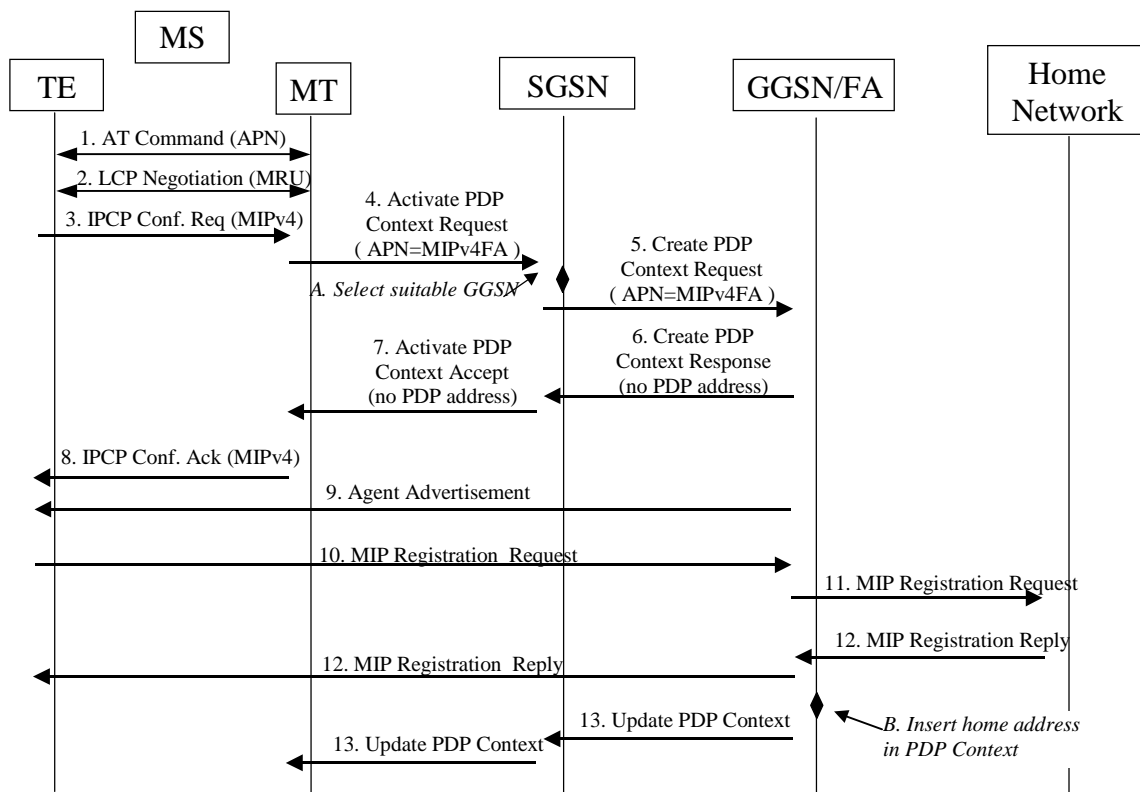 MS
TE
MT
SGSN
GGSN/FA
Home
Network
1. AT Command (APN)
2. LCP Negotiation (MRU)
3. IPCP Conf. Req (MIPv4)
4. Activate PDP
Context Request
( APN=MIPv4FA )
A. Select suitable GGSN
5. Create PDP
Context Request
( APN=MIPv4FA )
6. Create PDP
Context Response
(no PDP address)
7. Activate PDP
Context Accept
(no PDP address)
8. IPCP Conf. Ack (MIPv4)
9. Agent Advertisement
10. MIP Registration Request
11. MIP Registration Request
12. MIP Registration Reply
12. MIP Registration Reply
B. Insert home address
in PDP Context
13. Update PDP Context
13. Update PDP Context